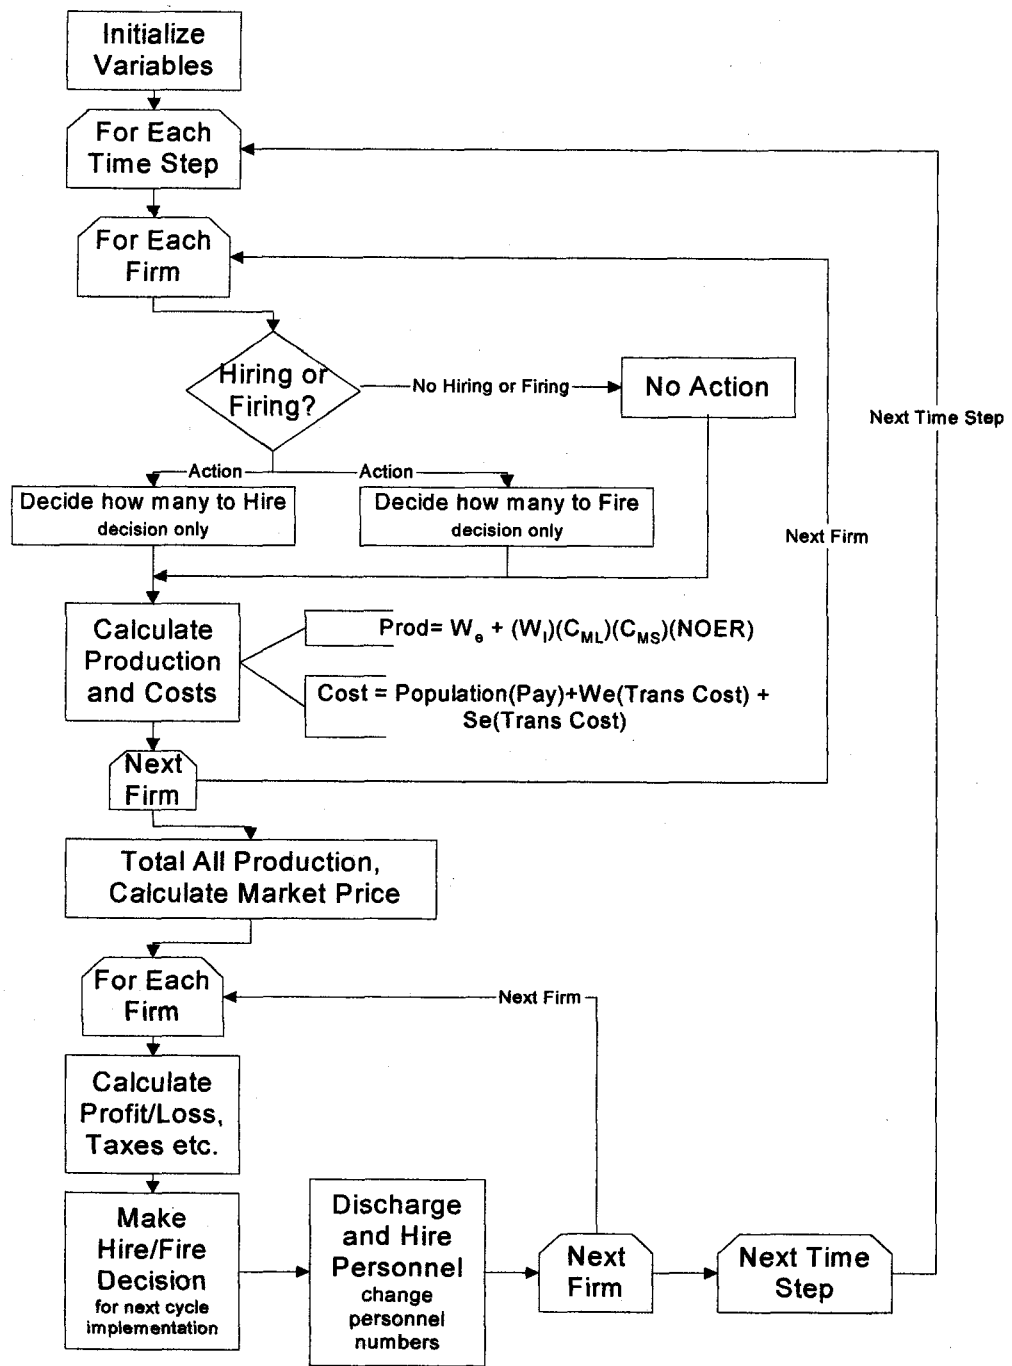 Initialize
Variables
For Each
Time Step
For Each
Firm
Hiring or
Firing?
No Hiring or Firing
No Action
Next Time Step
Action
Action
Decide how many to Hire
decision only
Decide how many to Fire
decision only
Next Firm
Calculate
Production
and Costs
Prod= Wₑ + (W_I)(C_ML)(C_MS)(NOER)
Cost = Population(Pay)+We(Trans Cost) +
Se(Trans Cost)
Next
Firm
Total All Production,
Calculate Market Price
For Each
Firm
Next Firm
Calculate
Profit/Loss,
Taxes etc.
Make
Hire/Fire
Decision
for next cycle
implementation
Discharge
and Hire
Personnel
change
personnel
numbers
Next
Firm
Next Time
Step